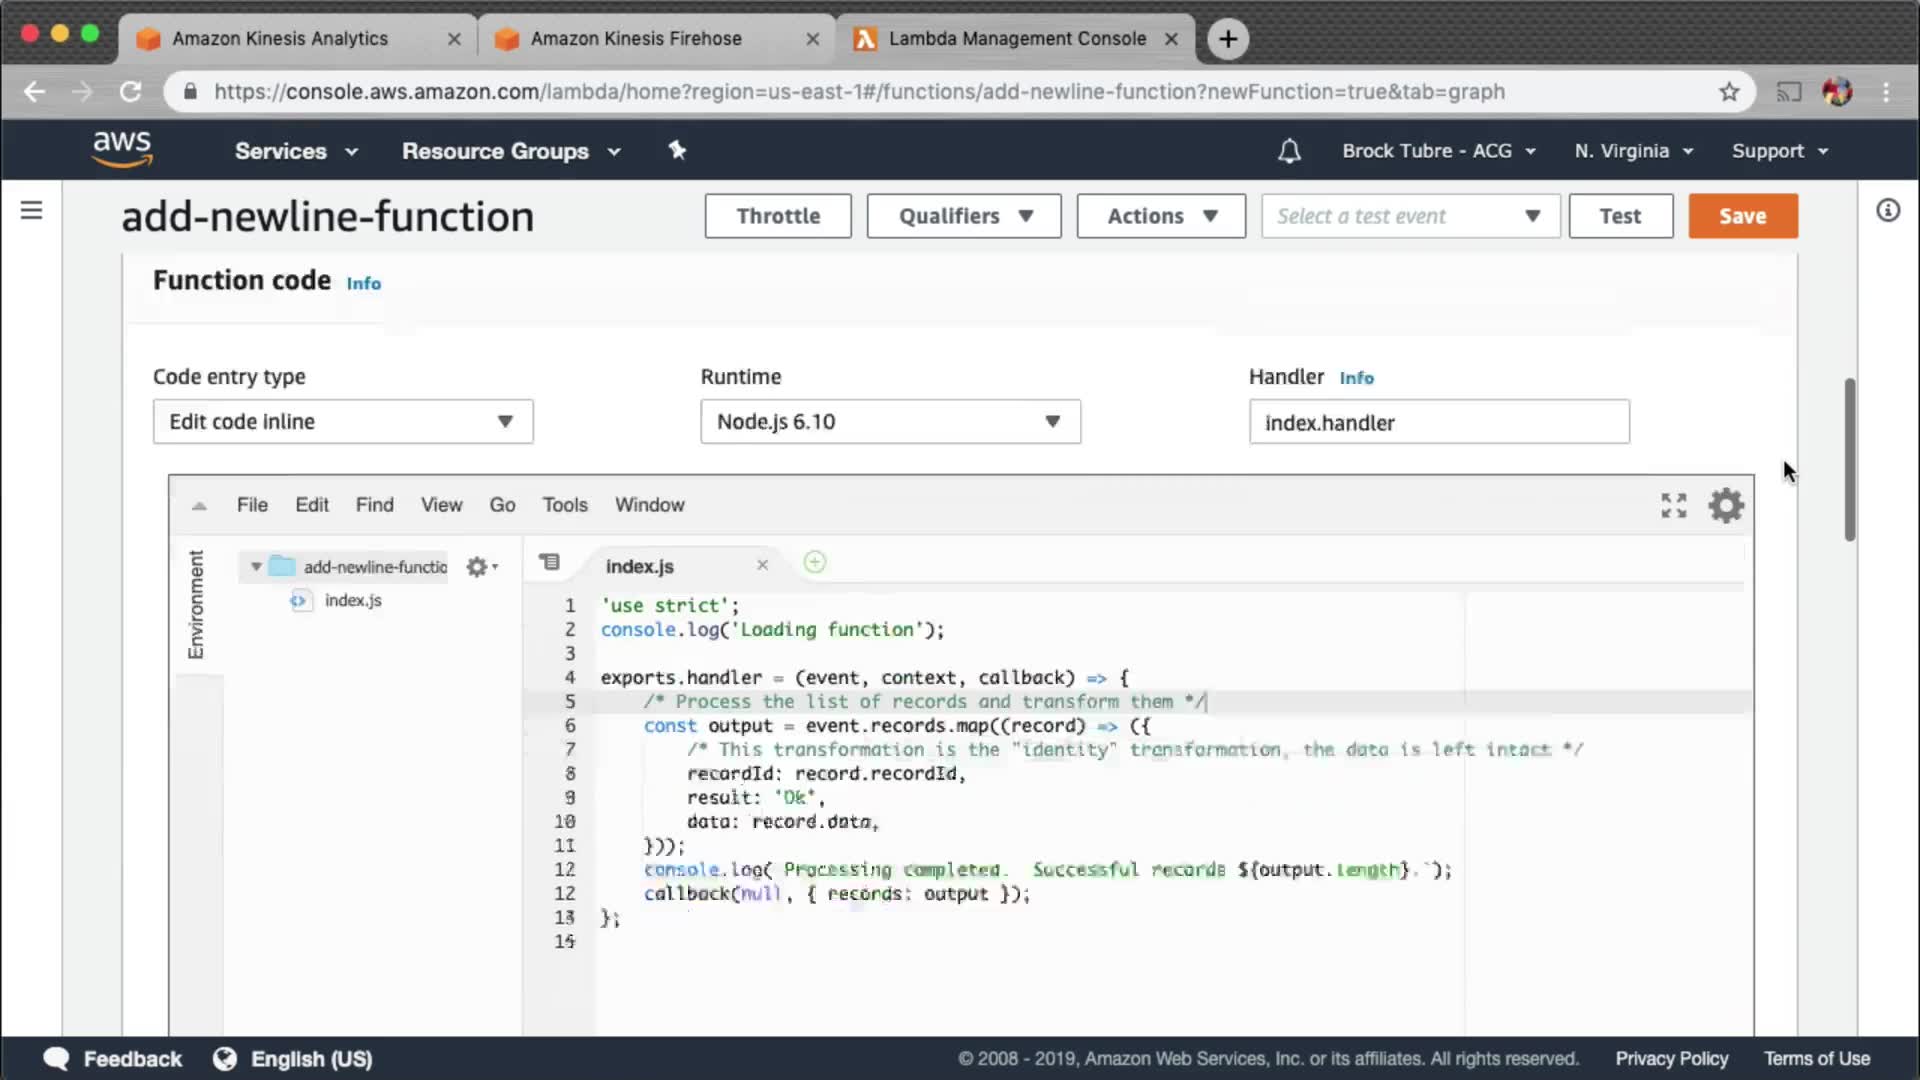 Amazon Kinesis Analytics
Amazon Kinesis Firehose
Lambda Management Console
https://console.aws.amazon.com/lambda/home?region=us-east-1#/functions/add-newline-function?newFunction=true&tab=graph
aws
Services
Resource Groups
Brock Tubre - ACG
N. Virginia
Support
add-newline-function
Throttle
Qualifiers
Actions
Select a test event
Test
Save
Function code Info
Code entry type
Runtime
Handler Info
Edit code inline
Node.js 6.10
index.handler
File Edit Find View Go Tools Window
Environment
add-newline-functio
index.js
index.js
1 'use strict';
2 console.log('Loading function');
3
4 exports.handler = (event, context, callback) => {
5 /* Process the list of records and transform them */
6 const output = event.records.map((record) => ({
7 /* This transformation is the "identity" transformation, the data is left intact */
8 recordId: record.recordId,
9 result: 'Ok',
10 data: record.data,
11 }));
12 console.log(`Processing completed.  Successful records ${output.length}.`);
12 callback(null, { records: output });
13 };
14
Feedback
English (US)
© 2008 - 2019, Amazon Web Services, Inc. or its affiliates. All rights reserved.
Privacy Policy
Terms of Use